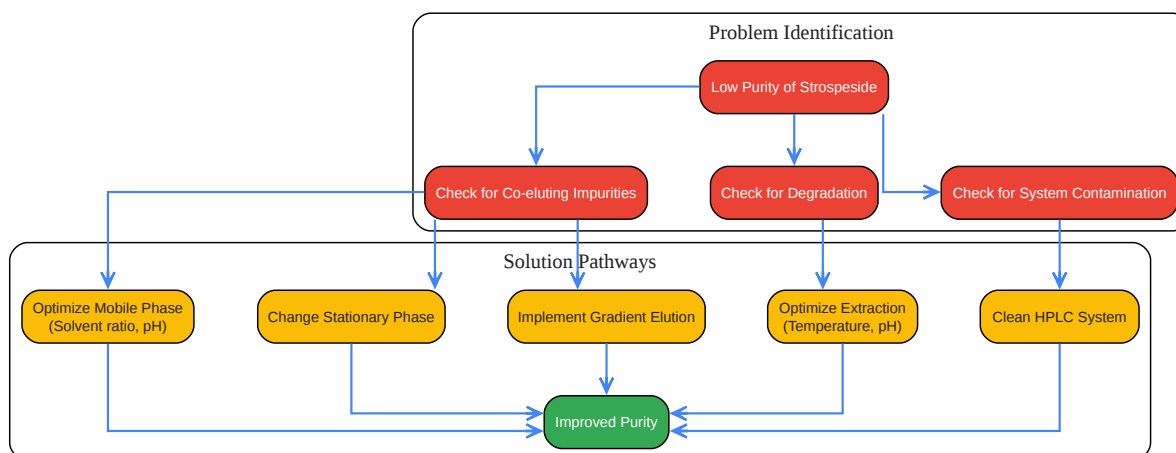 Problem Identification
Low Purity of Strospeside
Check for Co-eluting Impurities
Check for Degradation
Check for System Contamination
Solution Pathways
Optimize Mobile Phase
(Solvent ratio, pH)
Change Stationary Phase
Implement Gradient Elution
Optimize Extraction
(Temperature, pH)
Clean HPLC System
Improved Purity